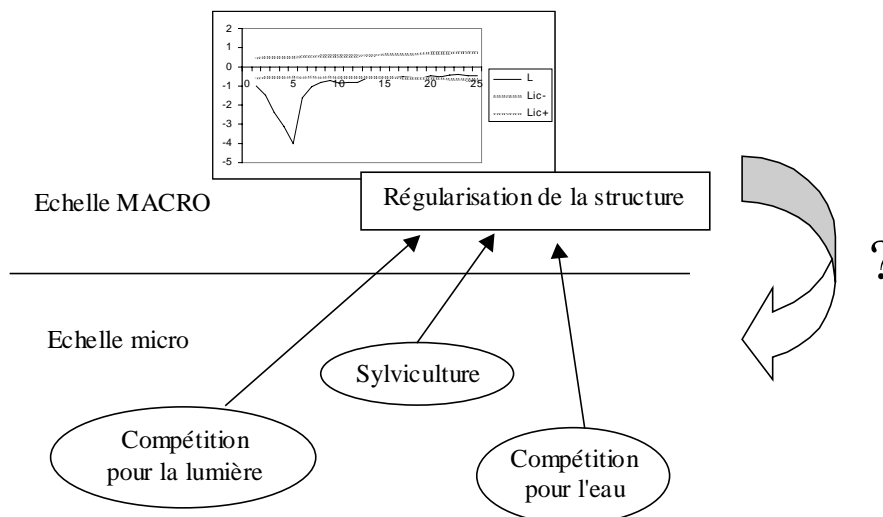 2
1
0
-1
-2
-3
-4
-5
0 5 10 15 20 25
L
Lic-
Lic+
Echelle MACRO
Régularisation de la structure
?
Echelle micro
Sylviculture
Compétition
pour la lumière
Compétition
pour l'eau